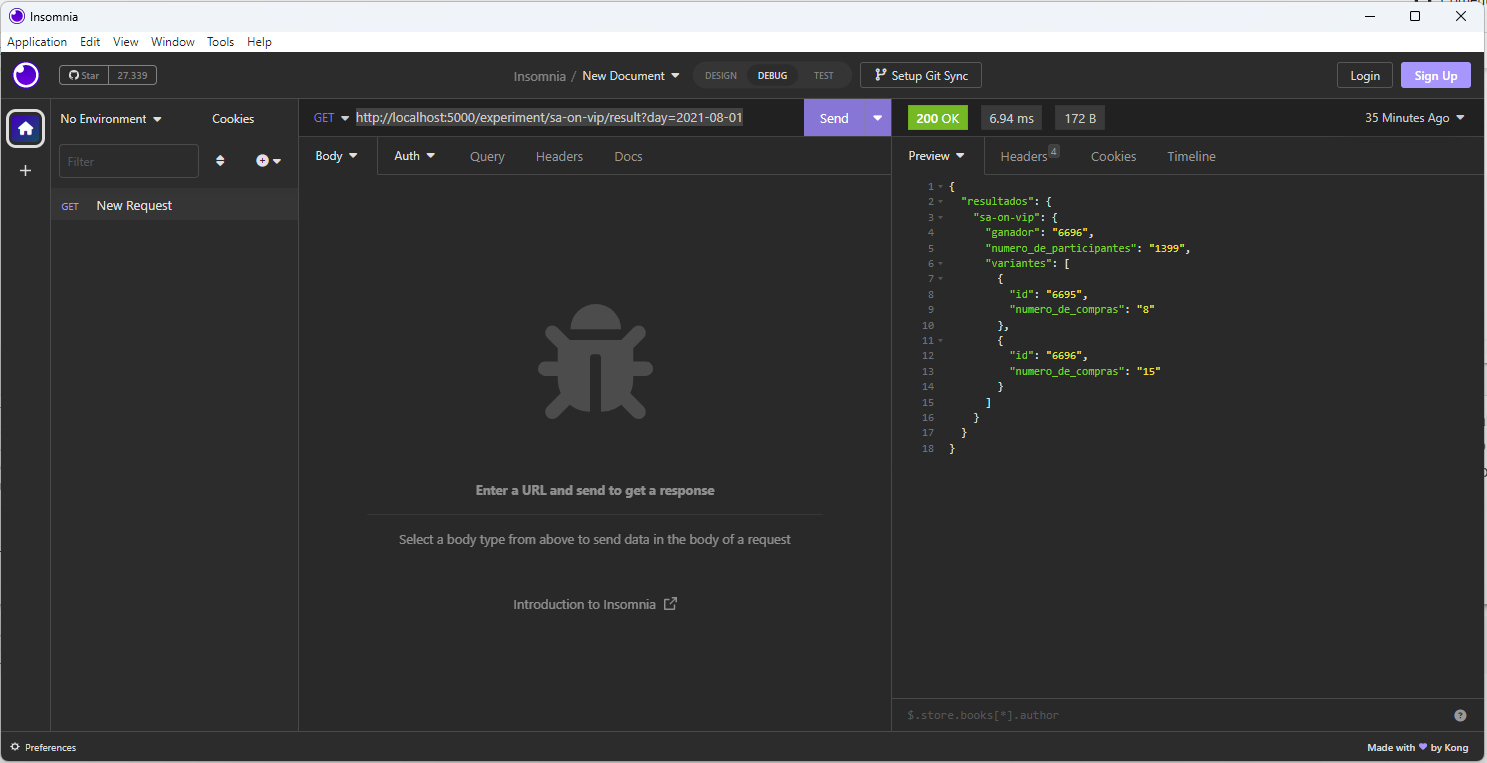 Insomnia
Application Edit View Window Tools Help
Star 27.339
Insomnia / New Document
DESIGN DEBUG TEST
Setup Git Sync
Login Sign Up
No Environment Cookies
GET http://localhost:5000/experiment/sa-on-vip/result?day=2021-08-01 Send
200 OK 6.94 ms 172 B 35 Minutes Ago
Filter
Body Auth Query Headers Docs
Preview Headers 4 Cookies Timeline
GET New Request
1 {
2 "resultados": {
3 "sa-on-vip": {
4 "ganador": "6696",
5 "numero_de_participantes": "1399",
6 "variantes": [
7 {
8 "id": "6695",
9 "numero_de_compras": "8"
10 },
11 {
12 "id": "6696",
13 "numero_de_compras": "15"
14 }
15 ]
16 }
17 }
18 }
Enter a URL and send to get a response
Select a body type from above to send data in the body of a request
Introduction to Insomnia
$.store.books[*].author
Preferences
Made with ❤ by Kong